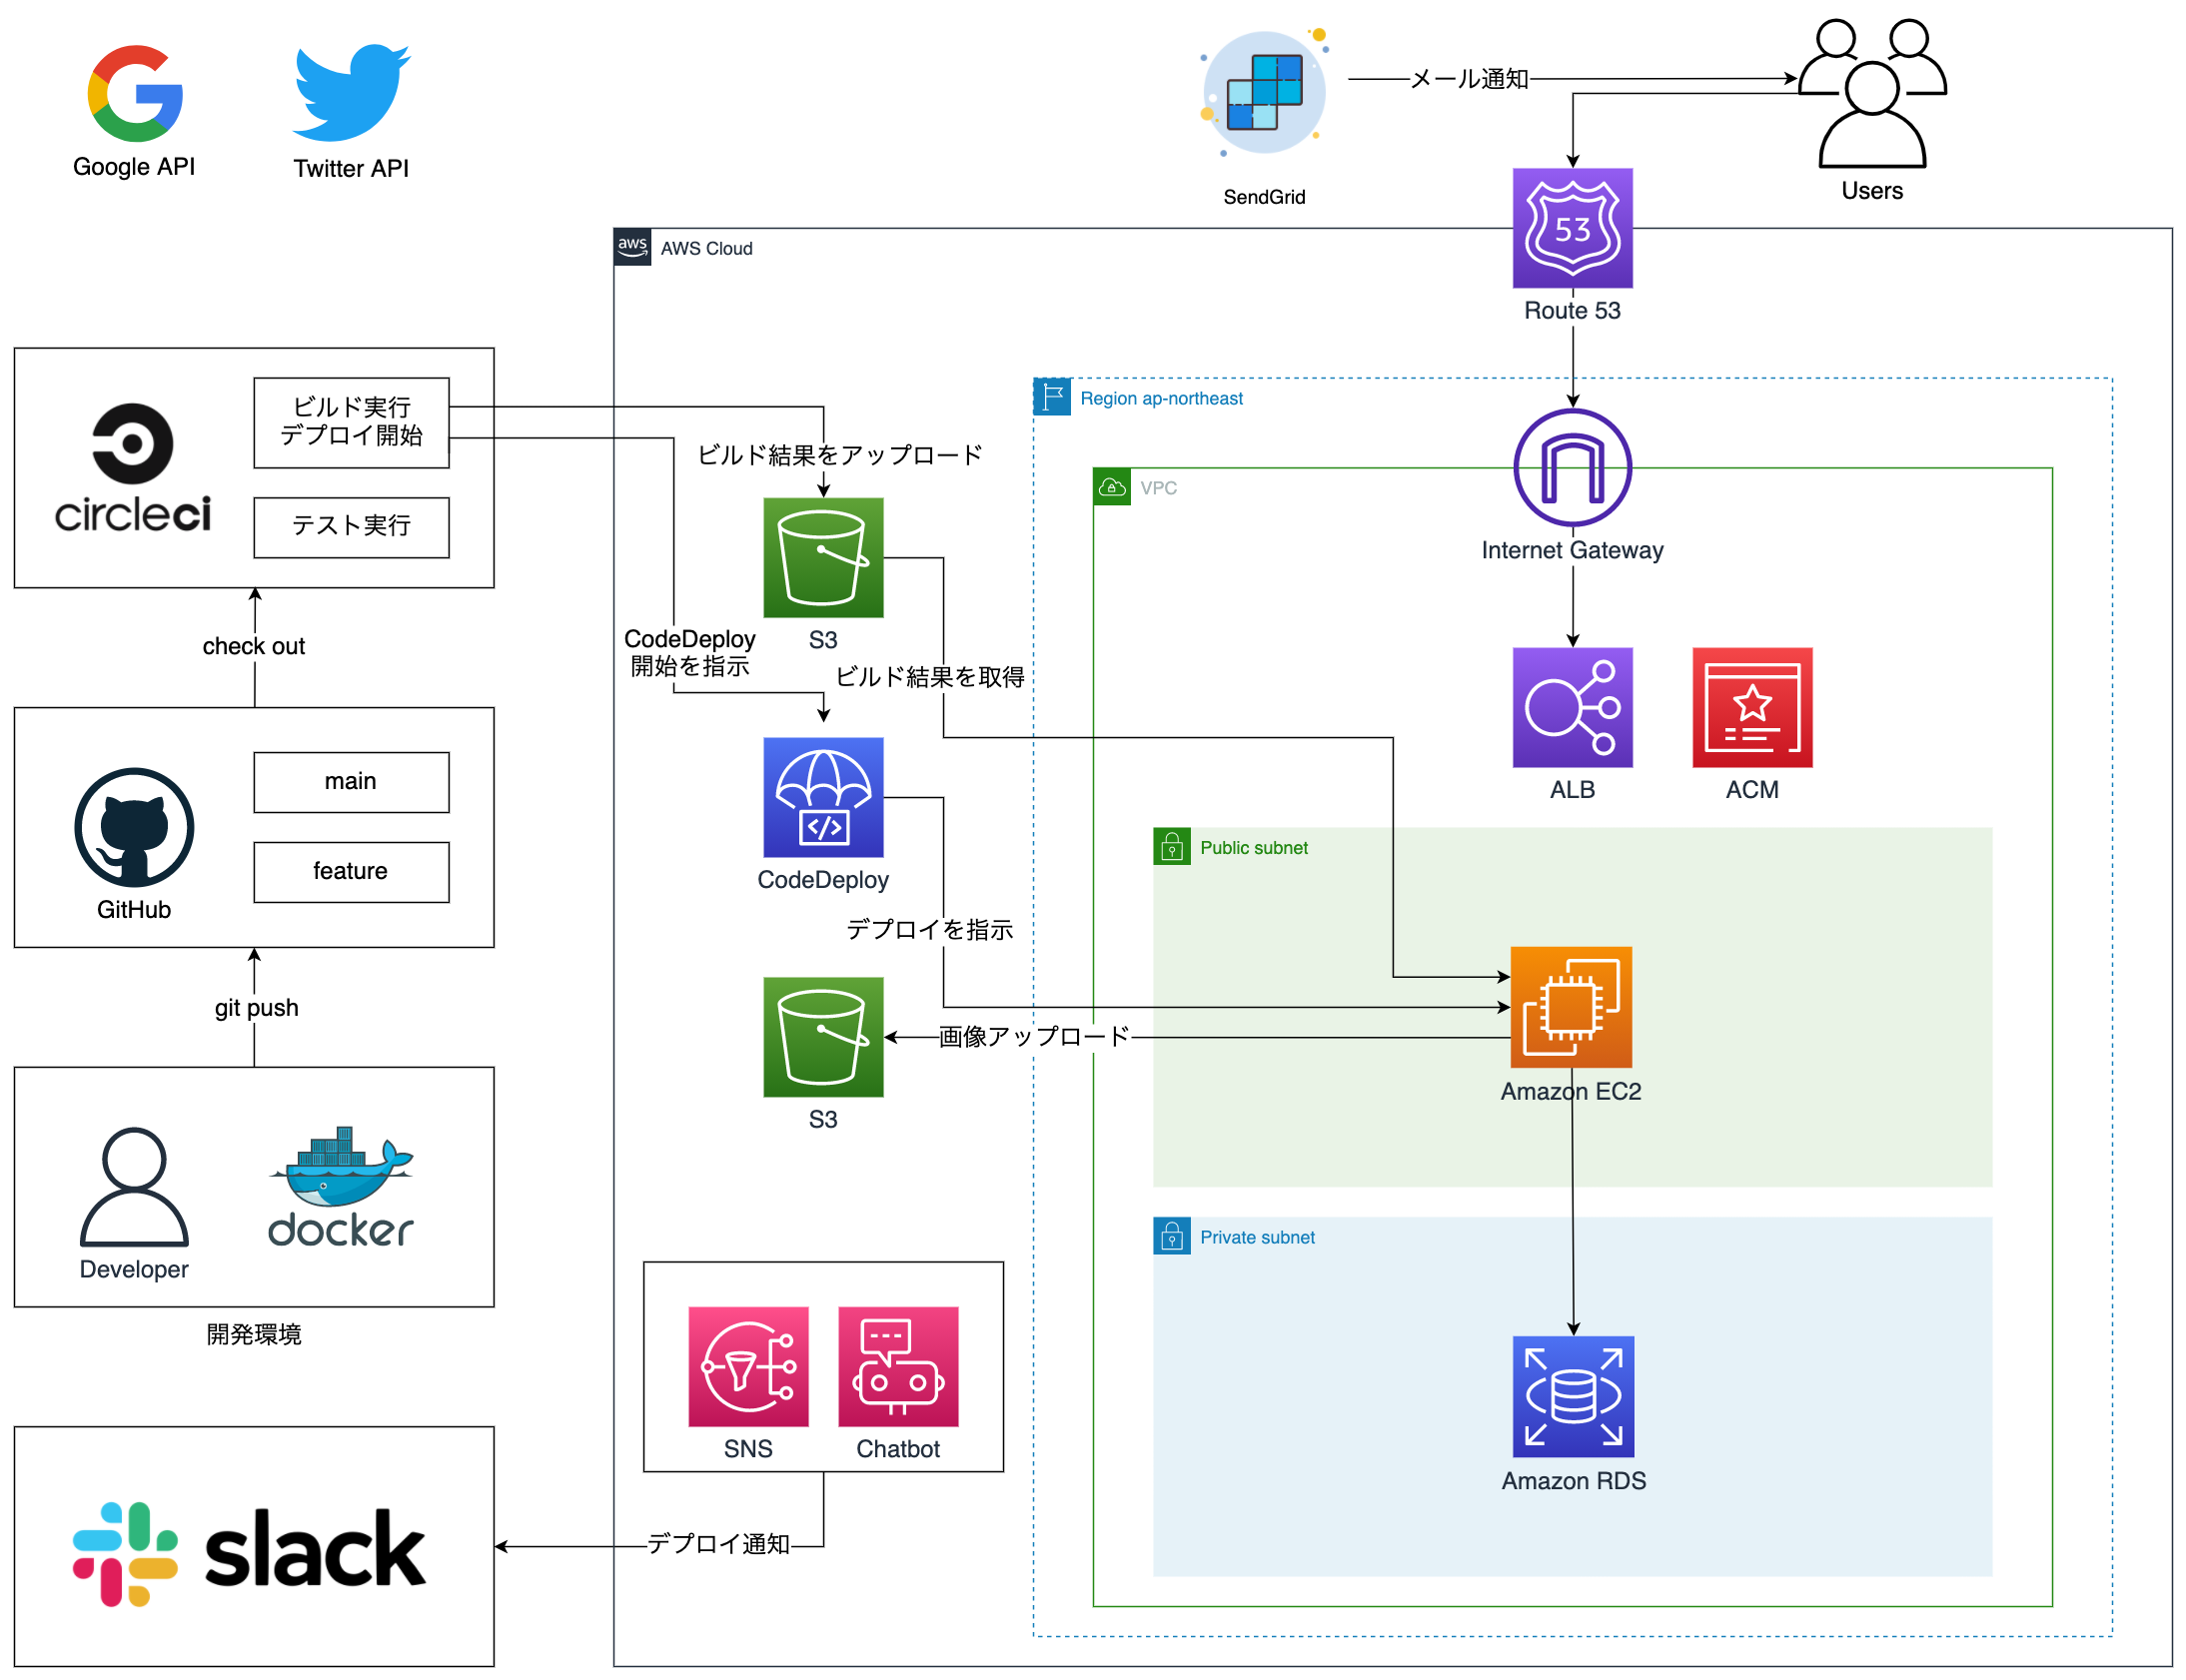 Google API
Twitter API
SendGrid
メール通知
Users
53
Route 53
aws
AWS Cloud
Region ap-northeast
VPC
Internet Gateway
ALB
ACM
circleci
ビルド実行
デプロイ開始
テスト実行
ビルド結果をアップロード
S3
CodeDeploy
開始を指示
ビルド結果を取得
check out
GitHub
main
feature
CodeDeploy
デプロイを指示
Public subnet
Amazon EC2
画像アップロード
S3
git push
Developer
docker
開発環境
Private subnet
Amazon RDS
SNS
Chatbot
デプロイ通知
slack